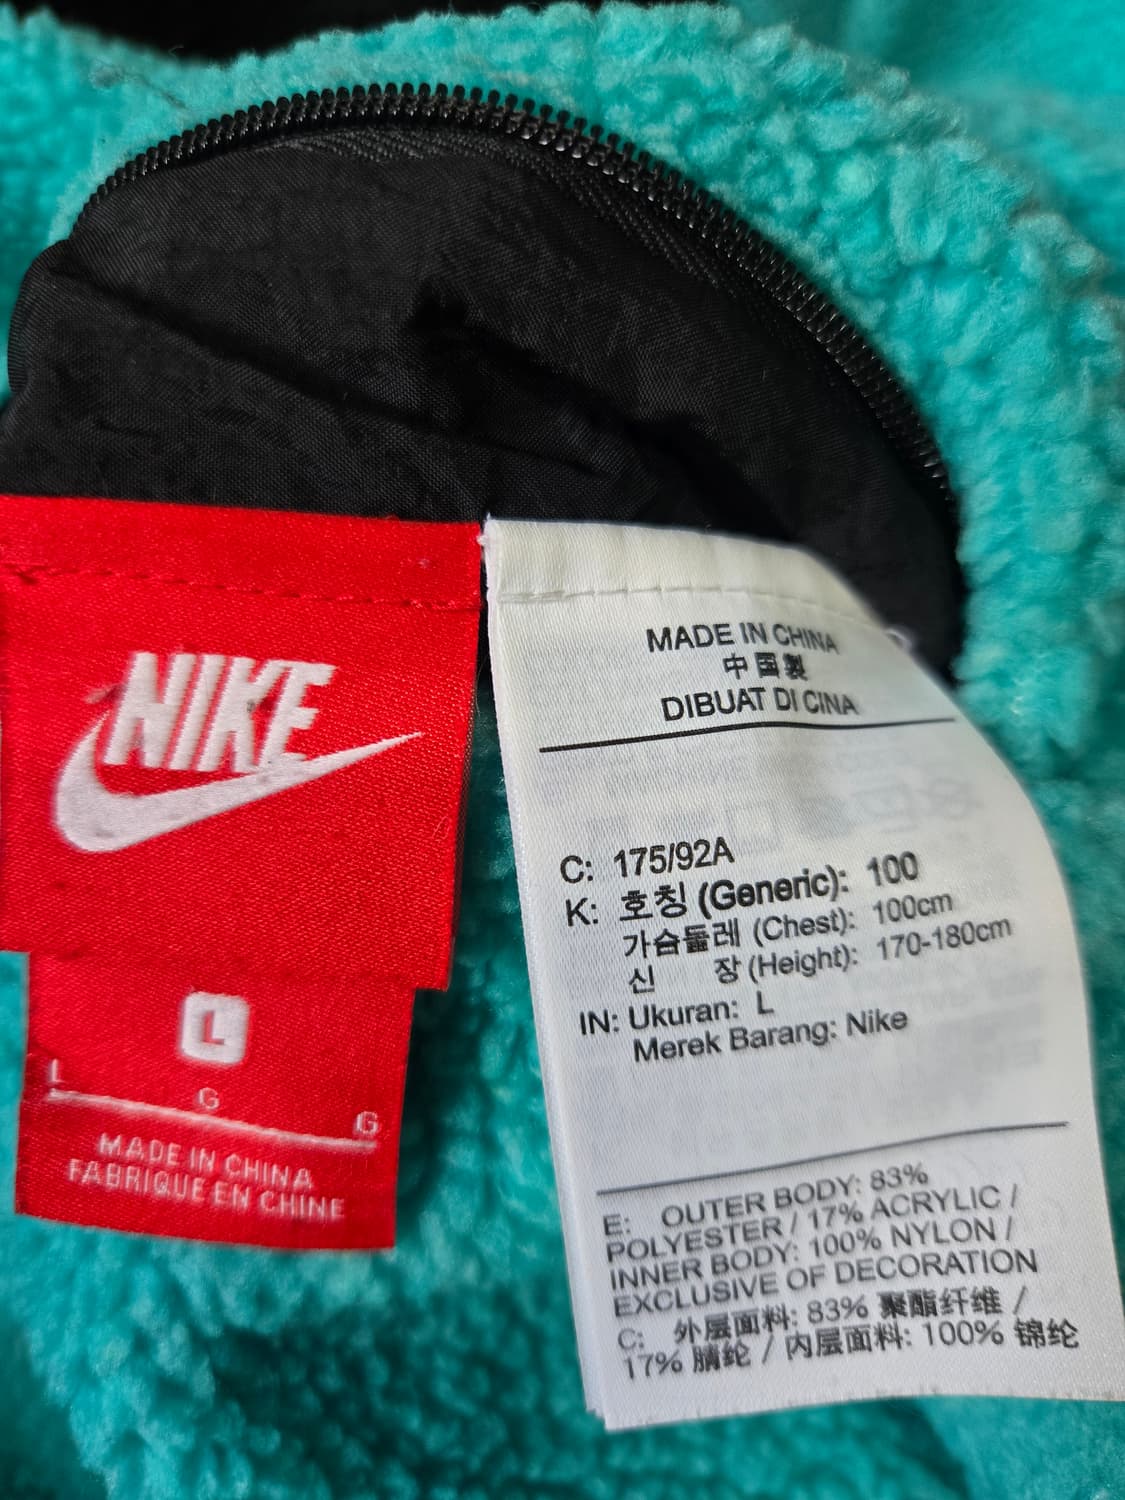 NIKE
L
L
G
G
MADE IN CHINA
FABRIQUE EN CHINE
MADE IN CHINA
中国製
DIBUAT DI CINA
C: 175/92A
K: 호칭 (Generic): 100
가슴둘레 (Chest): 100cm
신 장 (Height): 170-180cm
IN: Ukuran: L
Merek Barang: Nike
E: OUTER BODY: 83%
POLYESTER / 17% ACRYLIC /
INNER BODY: 100% NYLON /
EXCLUSIVE OF DECORATION
C: 外层面料: 83% 聚酯纤维 /
17% 腈纶 / 内层面料: 100% 锦纶